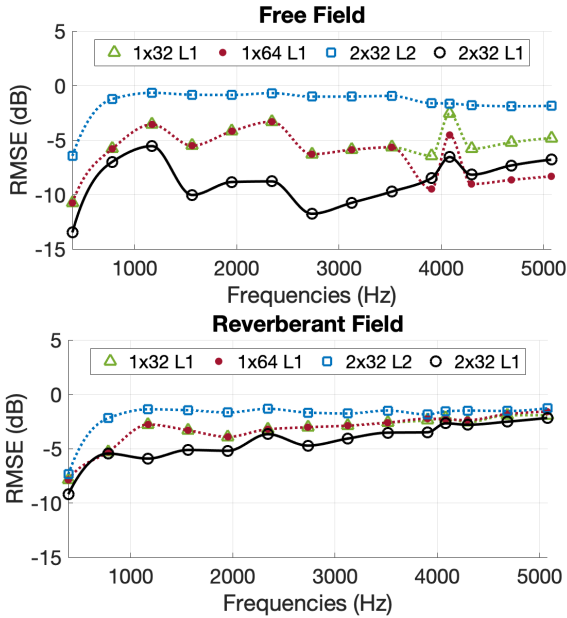 Free Field
1x32 L1 1x64 L1 2x32 L2 2x32 L1
5
0
-5
-10
-15
RMSE (dB)
1000 2000 3000 4000 5000
Frequencies (Hz)
Reverberant Field
1x32 L1 1x64 L1 2x32 L2 2x32 L1
5
0
-5
-10
-15
RMSE (dB)
1000 2000 3000 4000 5000
Frequencies (Hz)